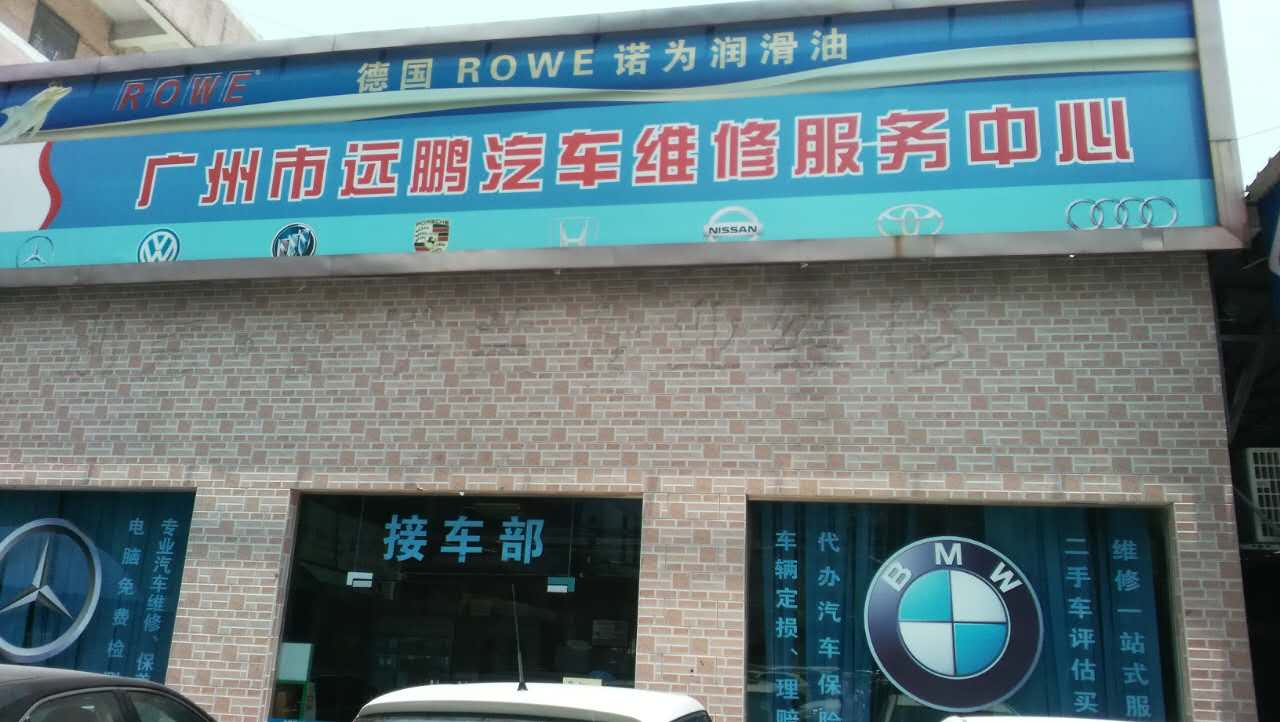 ROWE
德国 ROWE 诺为润滑油
广州市远鹏汽车维修服务中心
PORSCHE
NISSAN
专业汽车维修、保养
电脑免费检
接车部
代办汽车保险
车辆定损、理赔
BMW
维修一站式服
二手车评估买